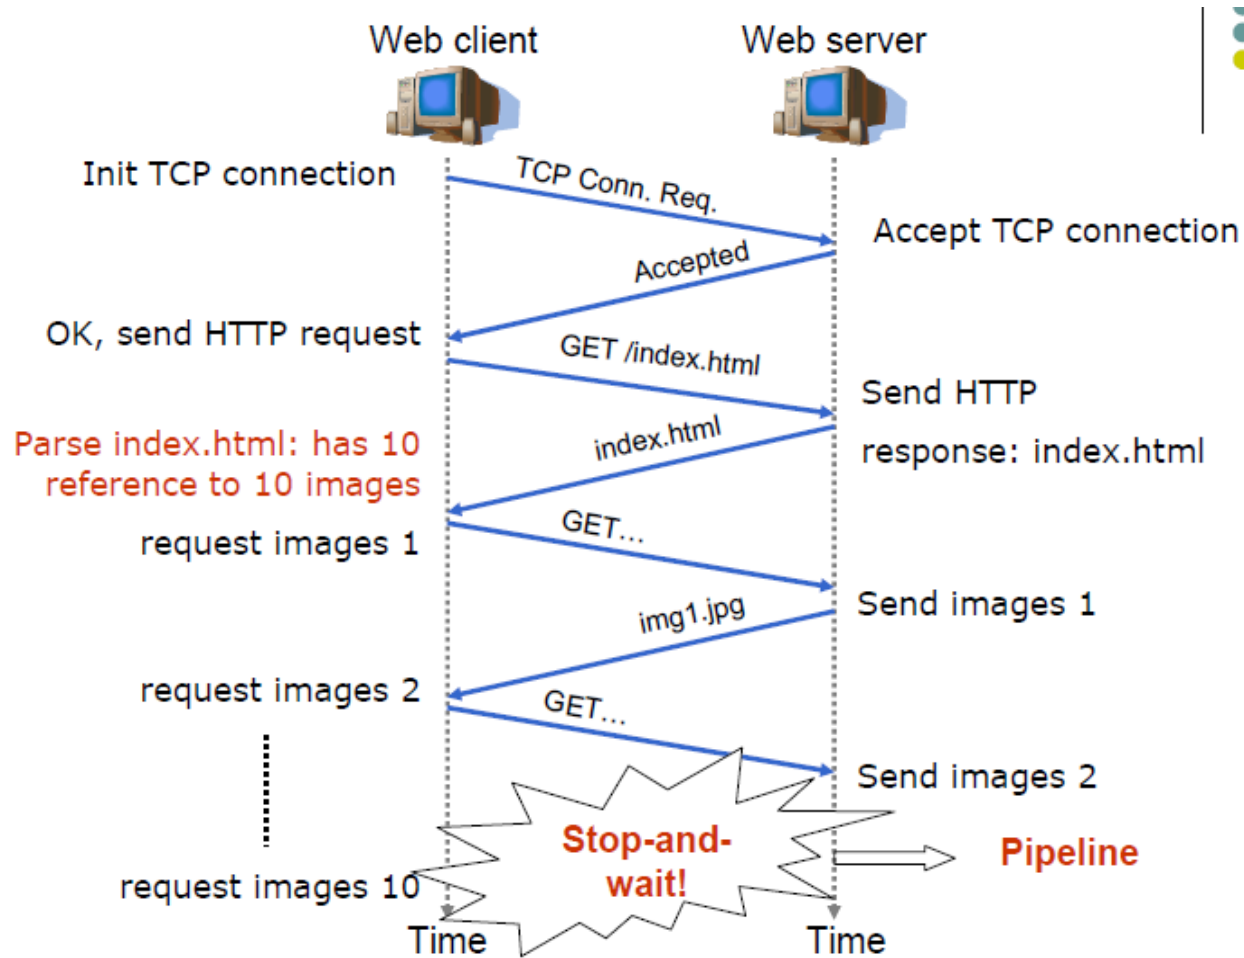 Web client
Web server
Init TCP connection
TCP Conn. Req.
Accept TCP connection
Accepted
OK, send HTTP request
GET /index.html
Send HTTP
response: index.html
index.html
Parse index.html: has 10
reference to 10 images
request images 1
GET...
Send images 1
img1.jpg
request images 2
GET...
Send images 2
Stop-and-
wait!
Pipeline
request images 10
Time
Time